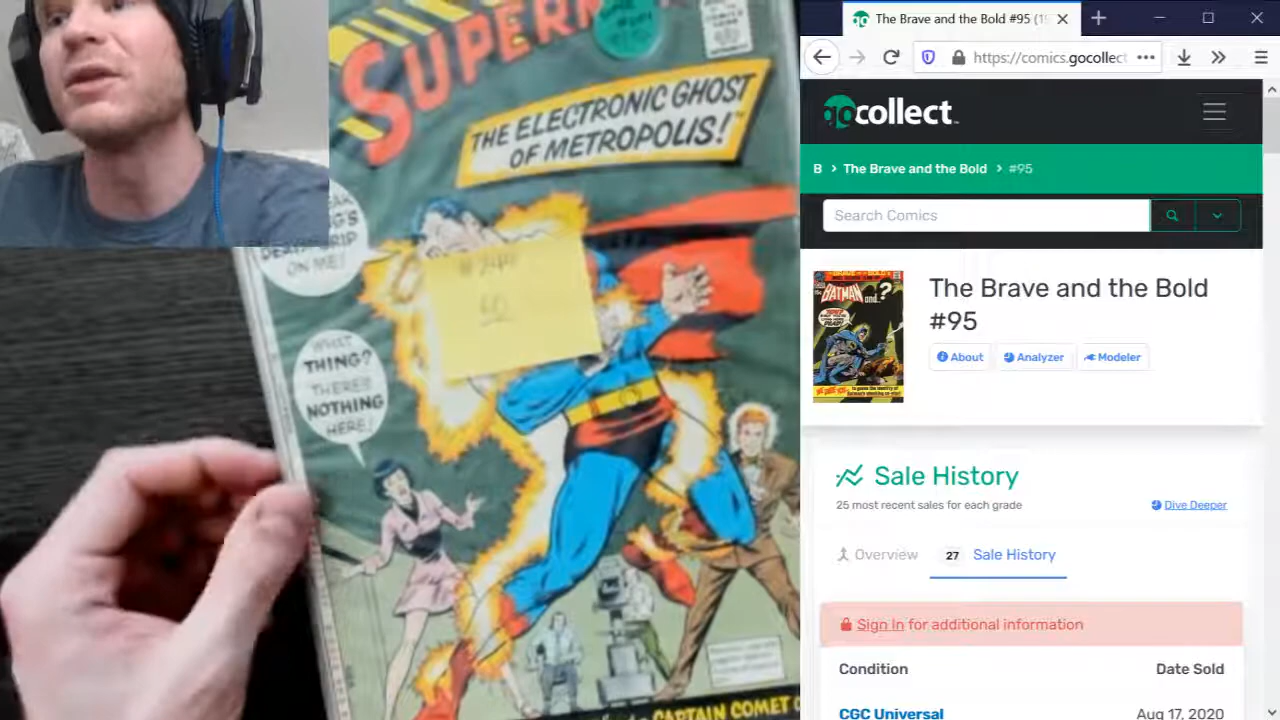 SUPERM
THE ELECTRONIC GHOST
OF METROPOLIS!
ON ME!
THING?
THERE'S
NOTHING
HERE!
CAPTAIN COMET
The Brave and the Bold #95
https://comics.gocollect
gocollect
B > The Brave and the Bold > #95
Search Comics
BATMAN
and..?
The Brave and the Bold
#95
About
Analyzer
Modeler
Sale History
25 most recent sales for each grade
Dive Deeper
Overview
27 Sale History
Sign In for additional information
Condition
Date Sold
CGC Universal
Aug 17, 2020